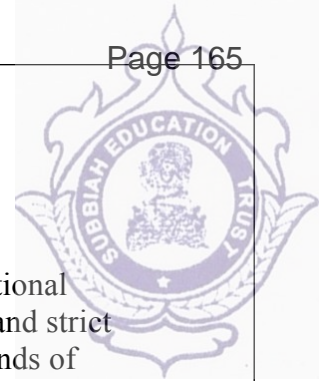 Page 165
SUBBIAH EDUCATION TRUST
tional
and strict
nds of